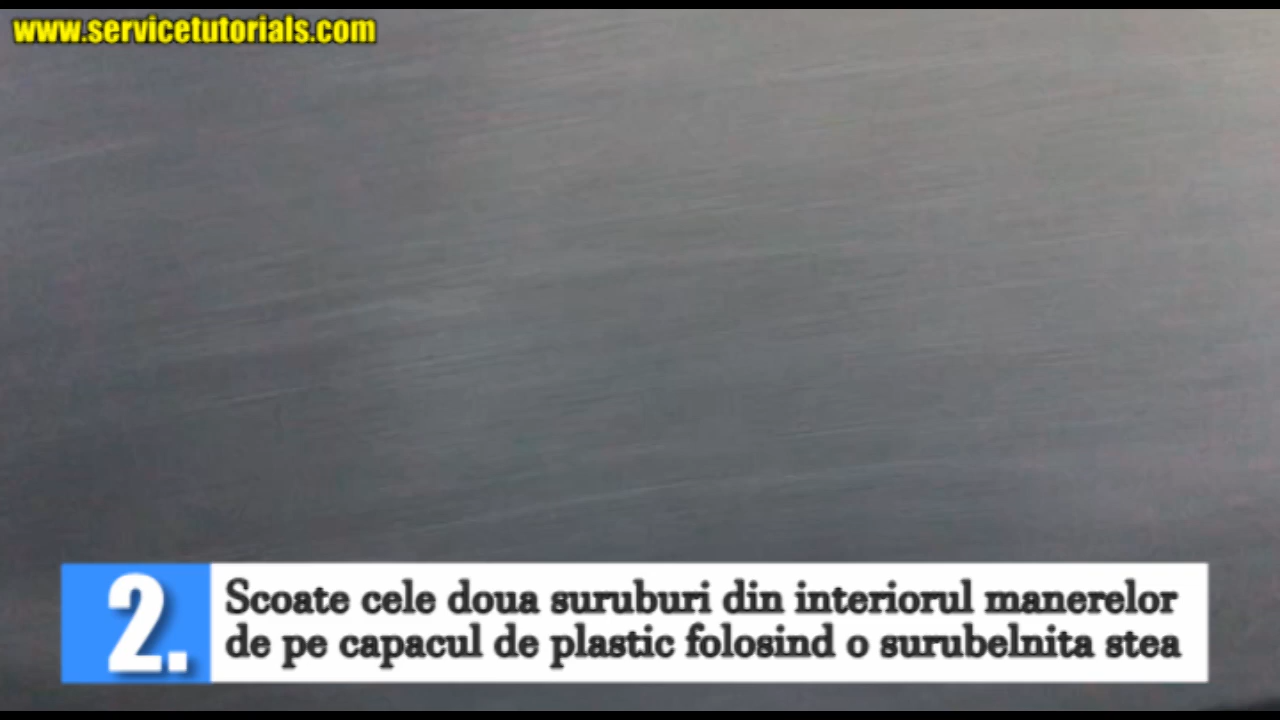 www.servicetutorials.com
2. Scoate cele doua suruburi din interiorul manerelor
de pe capacul de plastic folosind o surubelnita stea